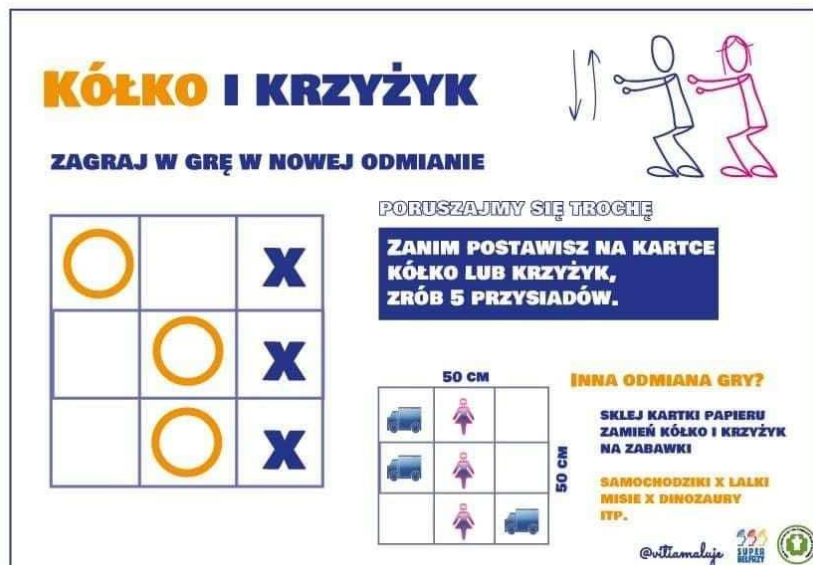 KÓŁKO I KRZYŻYK
ZAGRAJ W GRĘ W NOWEJ ODMIANIE
PORUSZAJMY SIĘ TROCHĘ
ZANIM POSTAWISZ NA KARTCE
KÓŁKO LUB KRZYŻYK,
ZRÓB 5 PRZYSIADÓW.
X
X
X
50 CM
50 CM
INNA ODMIANA GRY?
SKLEJ KARTKI PAPIERU
ZAMIEŃ KÓŁKO I KRZYŻYK
NA ZABAWKI
SAMOCHODZIKI X LALKI
MISIE X DINOZAURY
ITP.
@vitiamaluje
SUPER